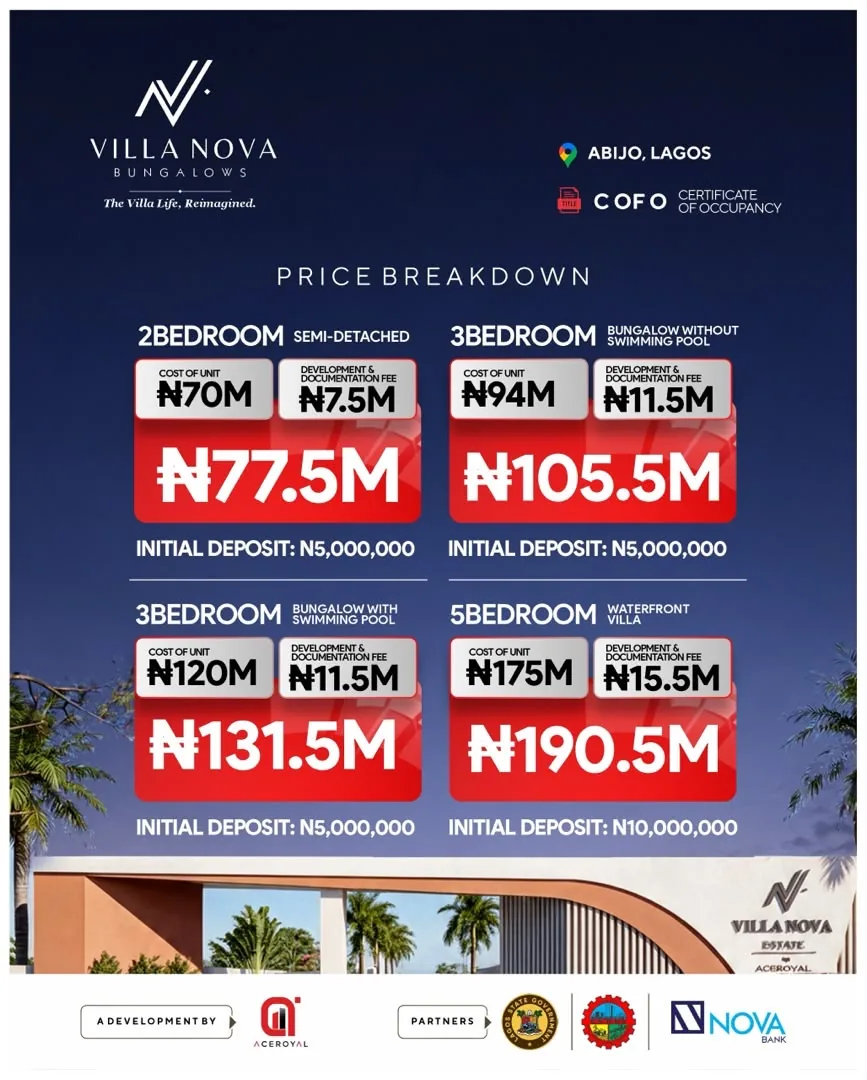 VILLA NOVA
BUNGALOWS
The Villa Life, Reimagined.
ABIJO, LAGOS
TITLE
C OF O
CERTIFICATE
OF OCCUPANCY
PRICE BREAKDOWN
2BEDROOM SEMI-DETACHED
COST OF UNIT
₦70M
DEVELOPMENT &
DOCUMENTATION FEE
₦7.5M
₦77.5M
INITIAL DEPOSIT: N5,000,000
3BEDROOM
BUNGALOW WITHOUT
SWIMMING POOL
COST OF UNIT
₦94M
DEVELOPMENT &
DOCUMENTATION FEE
₦11.5M
₦105.5M
INITIAL DEPOSIT: N5,000,000
3BEDROOM
BUNGALOW WITH
SWIMMING POOL
COST OF UNIT
₦120M
DEVELOPMENT &
DOCUMENTATION FEE
₦11.5M
₦131.5M
INITIAL DEPOSIT: N5,000,000
5BEDROOM
WATERFRONT
VILLA
COST OF UNIT
₦175M
DEVELOPMENT &
DOCUMENTATION FEE
₦15.5M
₦190.5M
INITIAL DEPOSIT: N10,000,000
VILLA NOVA
ESTATE
ACEROYAL
A DEVELOPMENT BY
ACEROYAL
PARTNERS
LAGOS STATE GOVERNMENT
NOVA
BANK